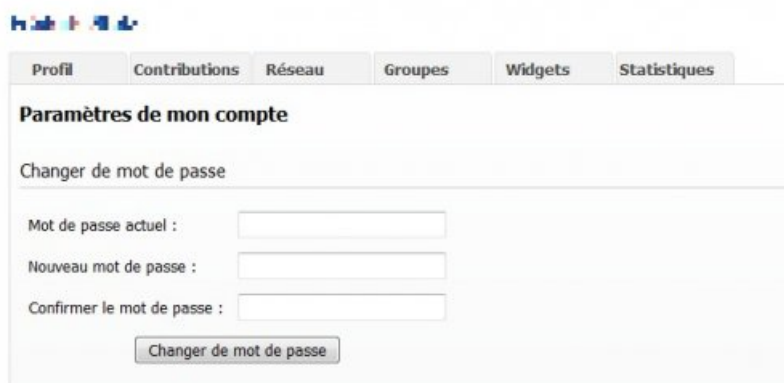 Profil Contributions Réseau Groupes Widgets Statistiques
Paramètres de mon compte
Changer de mot de passe
Mot de passe actuel :
Nouveau mot de passe :
Confirmer le mot de passe :
Changer de mot de passe